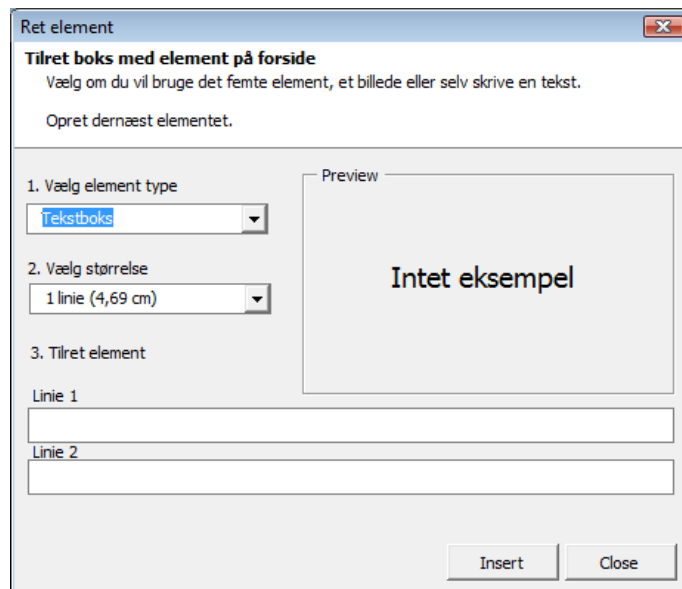 Ret element
Tilret boks med element på forside
Vælg om du vil bruge det femte element, et billede eller selv skrive en tekst.
Opret dernæst elementet.
1. Vælg element type
Tekstboks
2. Vælg størrelse
1 linie (4,69 cm)
3. Tilret element
Preview
Intet eksempel
Linie 1
Linie 2
Insert
Close